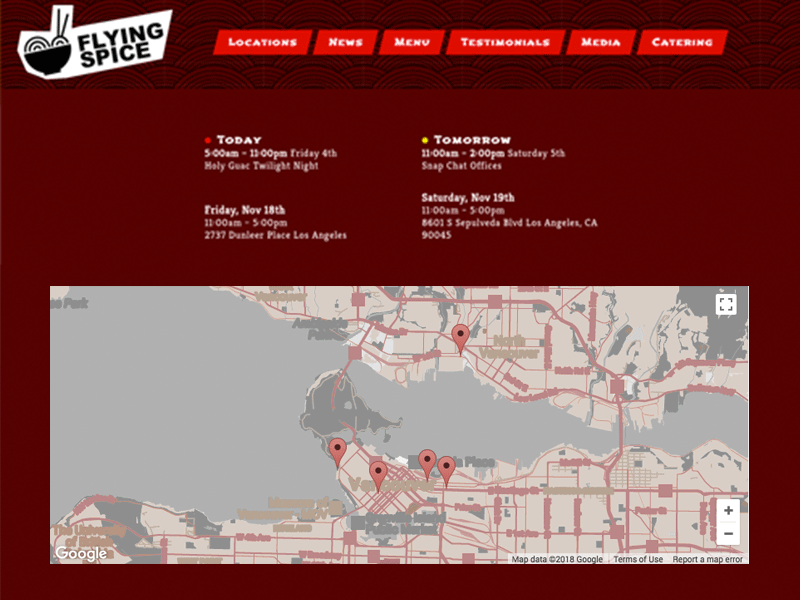 FLYING
SPICE
Locations
News
Menu
Testimonials
Media
Catering
Today
5:00am - 11:00pm Friday 4th
Holy Guac Twilight Night
Tomorrow
11:00am - 2:00pm Saturday 5th
Snap Chat Offices
Friday, Nov 18th
11:00am - 5:00pm
2737 Dunleer Place Los Angeles
Saturday, Nov 19th
11:00am - 5:00pm
8601 S Sepulveda Blvd Los Angeles, CA
90045
North
Vancouver
Google
Map data ©2018 Google
Terms of Use
Report a map error